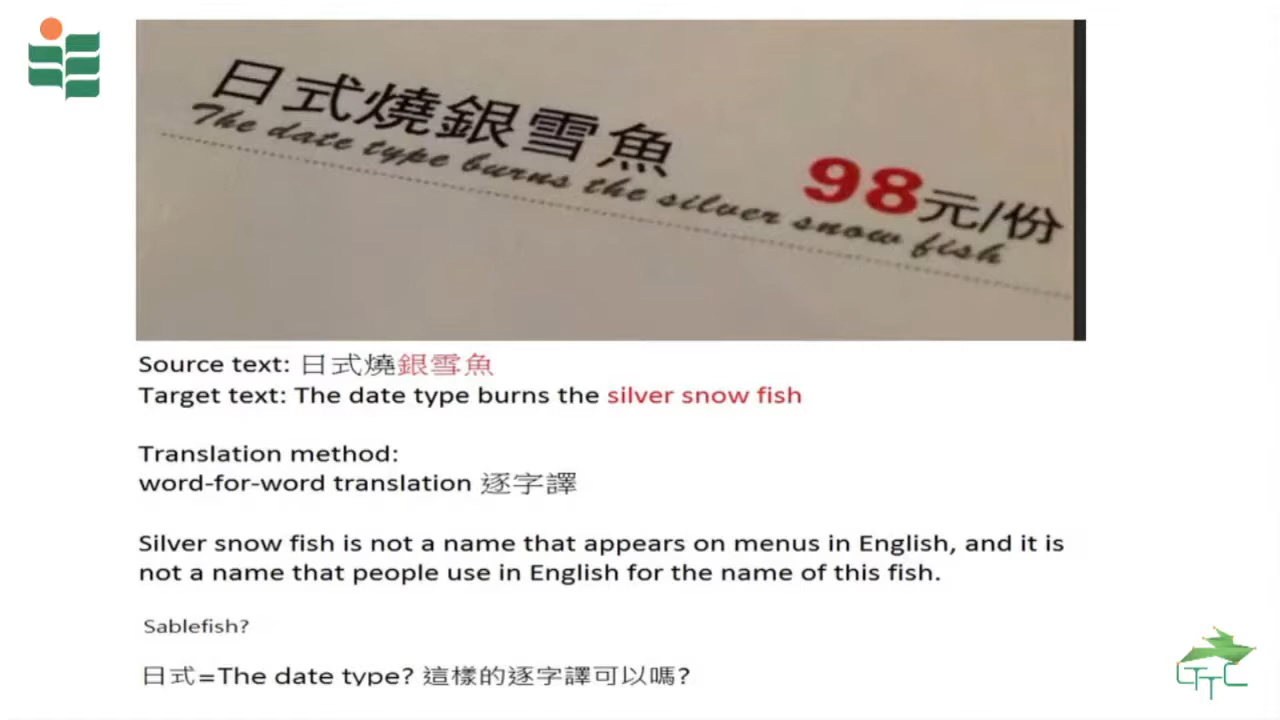 日式燒銀雪魚
The date type burns the silver snow fish
98元/份
Source text: 日式燒銀雪魚
Target text: The date type burns the silver snow fish
Translation method:
word-for-word translation 逐字譯
Silver snow fish is not a name that appears on menus in English, and it is
not a name that people use in English for the name of this fish.
Sablefish?
日式=The date type? 這樣的逐字譯可以嗎?
CTTC